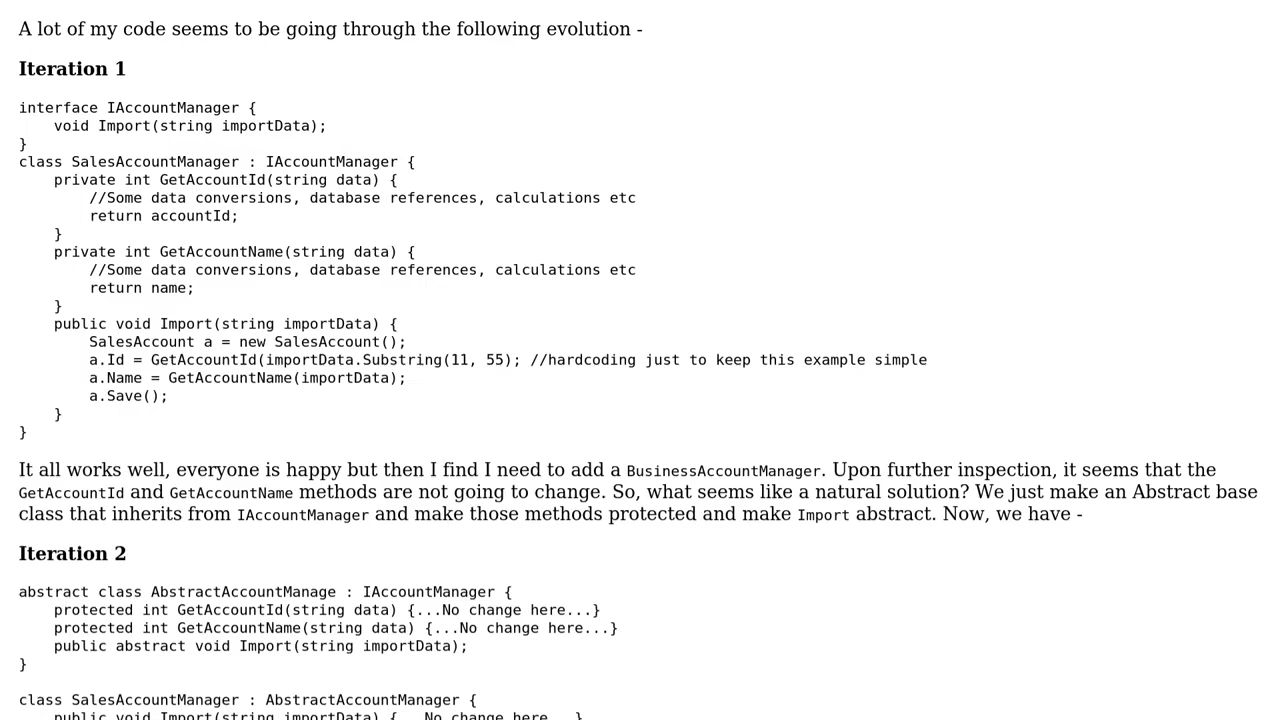 A lot of my code seems to be going through the following evolution -
Iteration 1
interface IAccountManager {
    void Import(string importData);
}
class SalesAccountManager : IAccountManager {
    private int GetAccountId(string data) {
        //Some data conversions, database references, calculations etc
        return accountId;
    }
    private int GetAccountName(string data) {
        //Some data conversions, database references, calculations etc
        return name;
    }
    public void Import(string importData) {
        SalesAccount a = new SalesAccount();
        a.Id = GetAccountId(importData.Substring(11, 55); //hardcoding just to keep this example simple
        a.Name = GetAccountName(importData);
        a.Save();
    }
}
It all works well, everyone is happy but then I find I need to add a BusinessAccountManager. Upon further inspection, it seems that the
GetAccountId and GetAccountName methods are not going to change. So, what seems like a natural solution? We just make an Abstract base
class that inherits from IAccountManager and make those methods protected and make Import abstract. Now, we have -
Iteration 2
abstract class AbstractAccountManage : IAccountManager {
    protected int GetAccountId(string data) {...No change here...}
    protected int GetAccountName(string data) {...No change here...}
    public abstract void Import(string importData);
}
class SalesAccountManager : AbstractAccountManager {
    public void Import(string importData) {...No change here...}